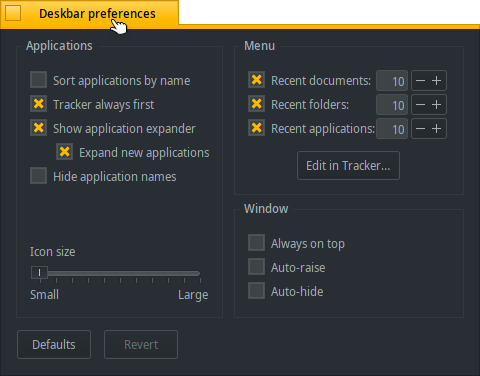 Deskbar preferences
Applications
Sort applications by name
Tracker always first
Show application expander
Expand new applications
Hide application names
Icon size
Small Large
Menu
Recent documents: 10
Recent folders: 10
Recent applications: 10
Edit in Tracker...
Window
Always on top
Auto-raise
Auto-hide
Defaults Revert